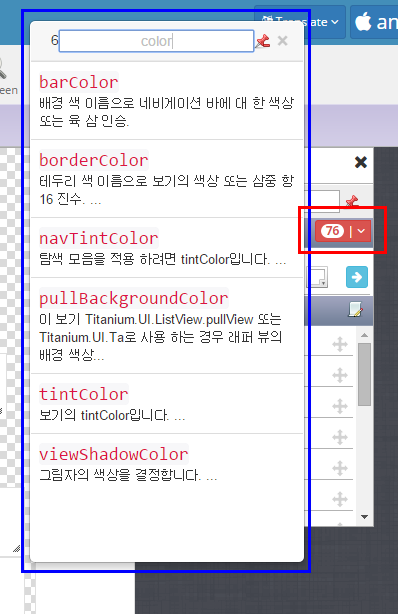 Translate
an
een
6
color
barColor
배경 색 이름으로 네비게이션 바에 대 한 색상
또는 육 삼 인승.
borderColor
테두리 색 이름으로 보기의 색상 또는 삼중 항
16 진수. ...
76
navTintColor
탐색 모음을 적용 하려면 tintColor입니다. ...
pullBackgroundColor
이 보기 Titanium.UI.ListView.pullView 또는
Titanium.UI.Ta로 사용 하는 경우 래퍼 뷰의
배경 색상...
tintColor
보기의 tintColor입니다. ...
viewShadowColor
그림자의 색상을 결정합니다. ...